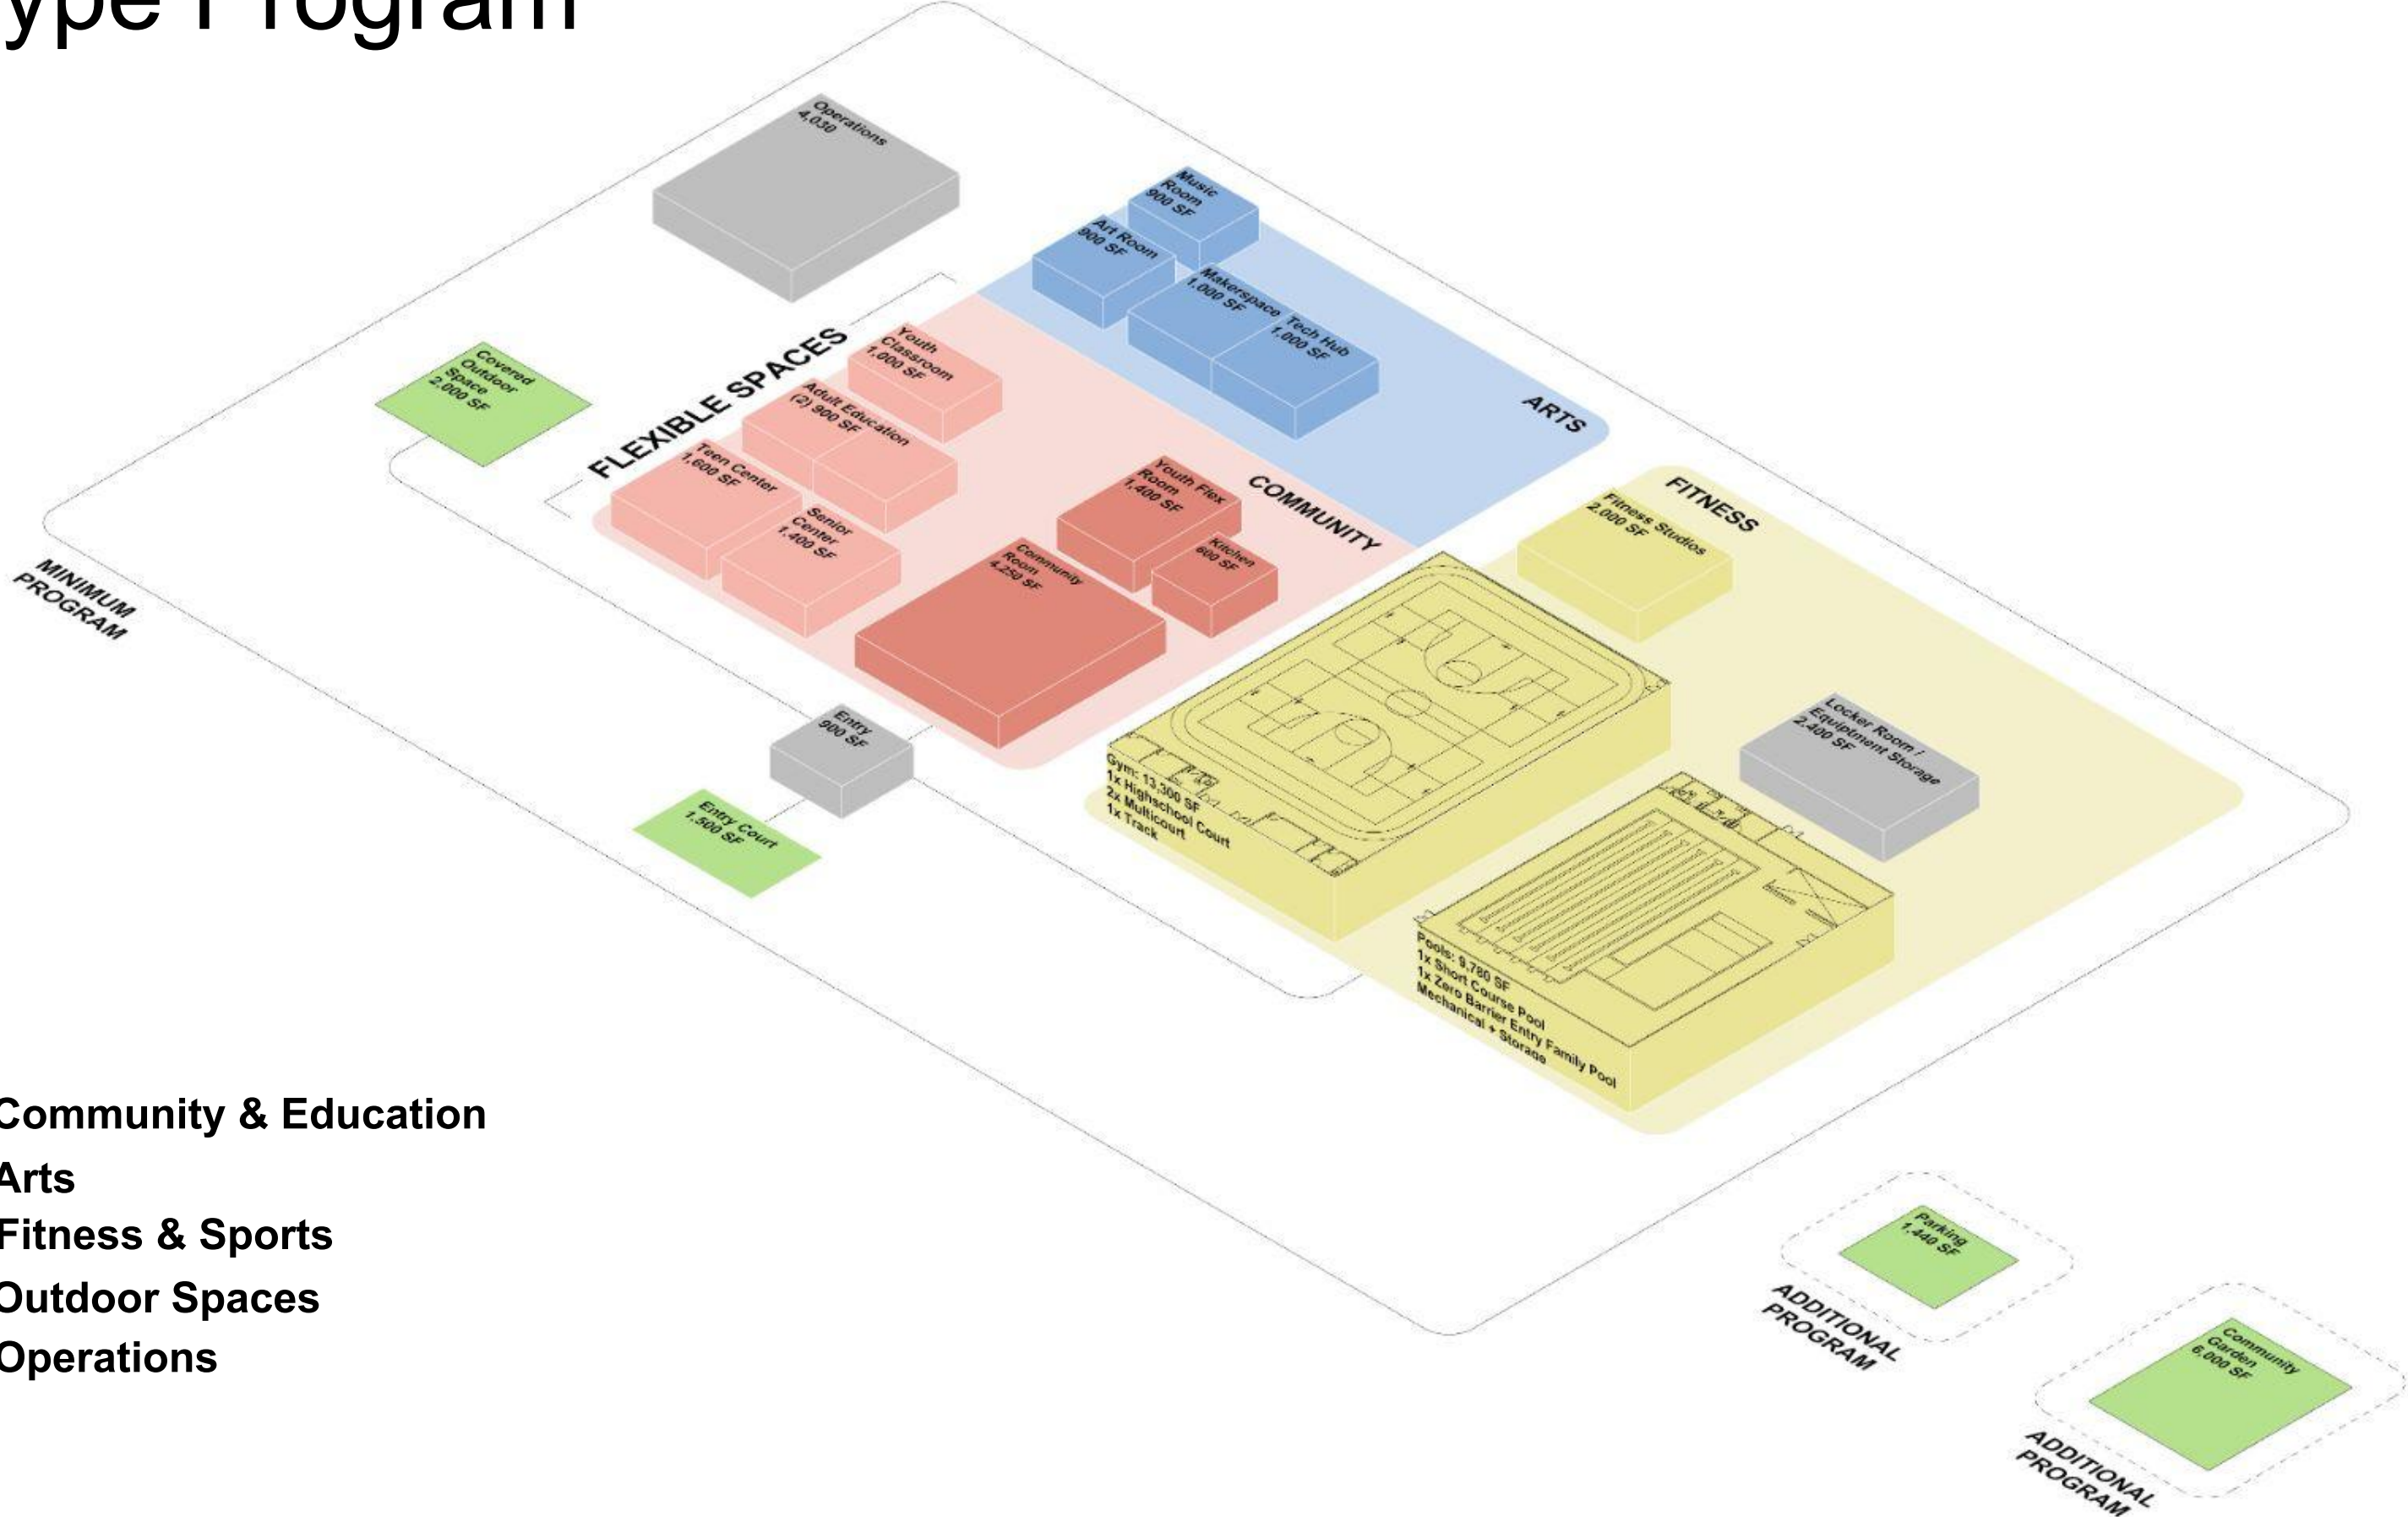 ype Program
Operations
4,030
Music
Room
900 SF
Art Room
900 SF
Makerspace
1,000 SF
Tech Hub
1,000 SF
ARTS
FLEXIBLE SPACES
Covered
Outdoor
Space
2,000 SF
Youth
Classroom
1,000 SF
Adult Education
(2) 900 SF
Teen Center
1,600 SF
Senior
Center
1,400 SF
Youth Flex
Room
1,400 SF
Kitchen
600 SF
COMMUNITY
Community
Room
4,250 SF
FITNESS
Fitness Studios
2,000 SF
MINIMUM
PROGRAM
Entry
900 SF
Entry Court
1,500 SF
Gym: 13,300 SF
1x Highschool Court
2x Multicourt
1x Track
Locker Room /
Equiptment Storage
2,400 SF
Pools: 9,780 SF
1x Short Course Pool
1x Zero Barrier Entry Family Pool
Mechanical + Storage
Community & Education
Arts
Fitness & Sports
Outdoor Spaces
Operations
Parking
1,440 SF
ADDITIONAL
PROGRAM
Community
Garden
6,000 SF
ADDITIONAL
PROGRAM